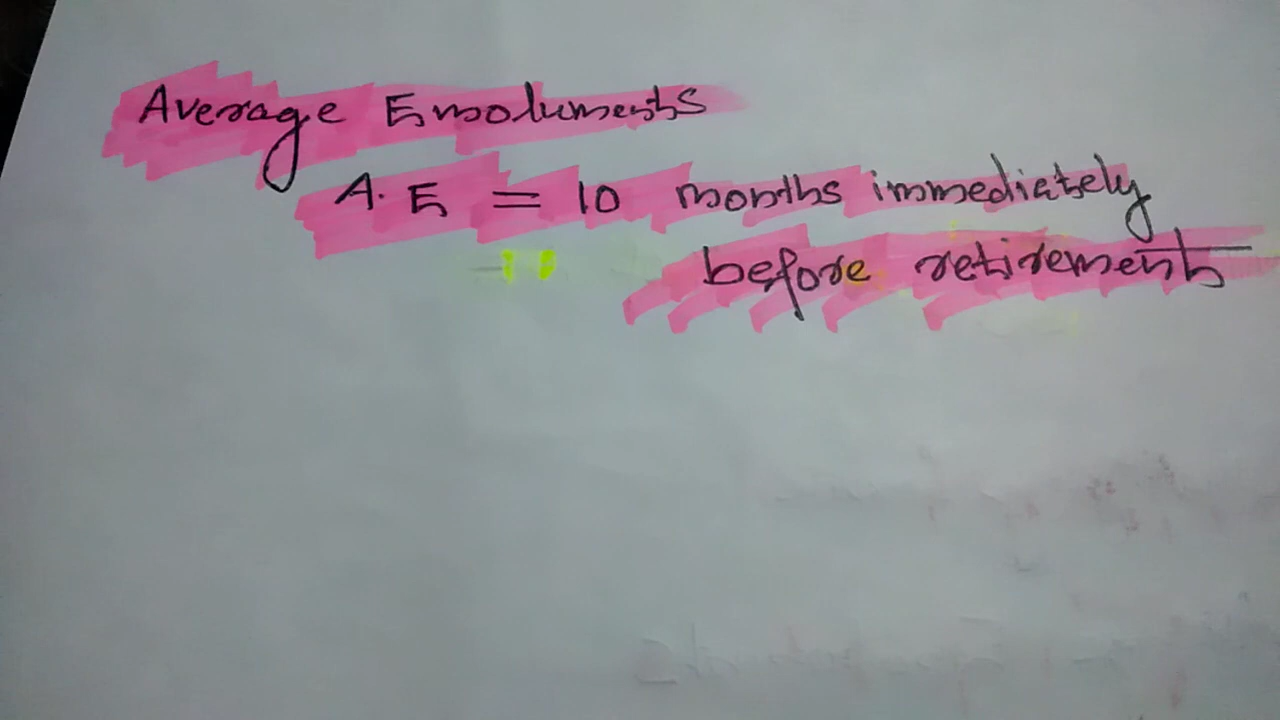 Average Emoluments
A. E = 10 months immediately
before retirement